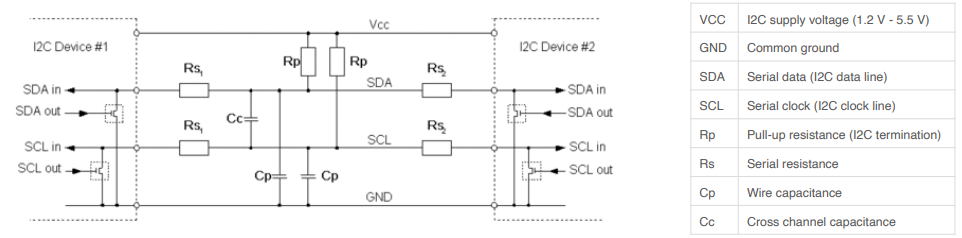 Vcc
I2C Device #1
I2C Device #2
Rp
Rp
Rs1
Rs2
SDA
SDA in
SDA in
SDA out
SDA out
Cc
Rs1
Rs2
SCL
SCL in
SCL in
SCL out
SCL out
Cp
Cp
GND
VCC I2C supply voltage (1.2 V - 5.5 V)
GND Common ground
SDA Serial data (I2C data line)
SCL Serial clock (I2C clock line)
Rp Pull-up resistance (I2C termination)
Rs Serial resistance
Cp Wire capacitance
Cc Cross channel capacitance